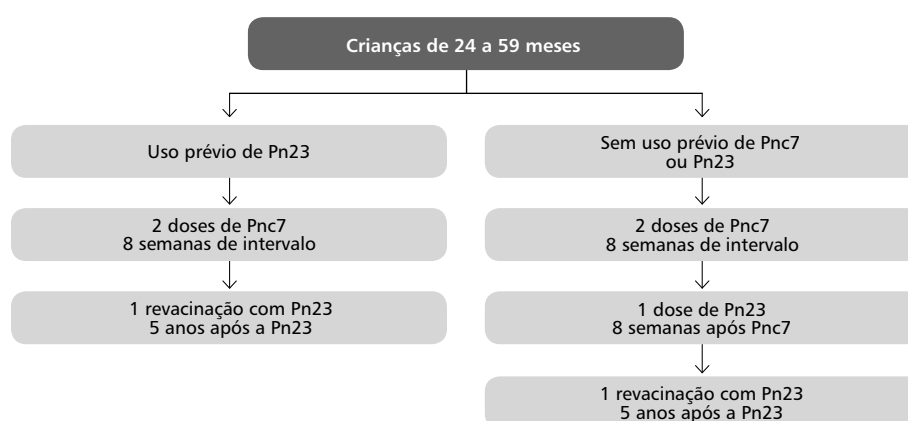 Crianças de 24 a 59 meses
Uso prévio de Pn23
2 doses de Pnc7
8 semanas de intervalo
1 revacinação com Pn23
5 anos após a Pn23
Sem uso prévio de Pnc7
ou Pn23
2 doses de Pnc7
8 semanas de intervalo
1 dose de Pn23
8 semanas após Pnc7
1 revacinação com Pn23
5 anos após a Pn23